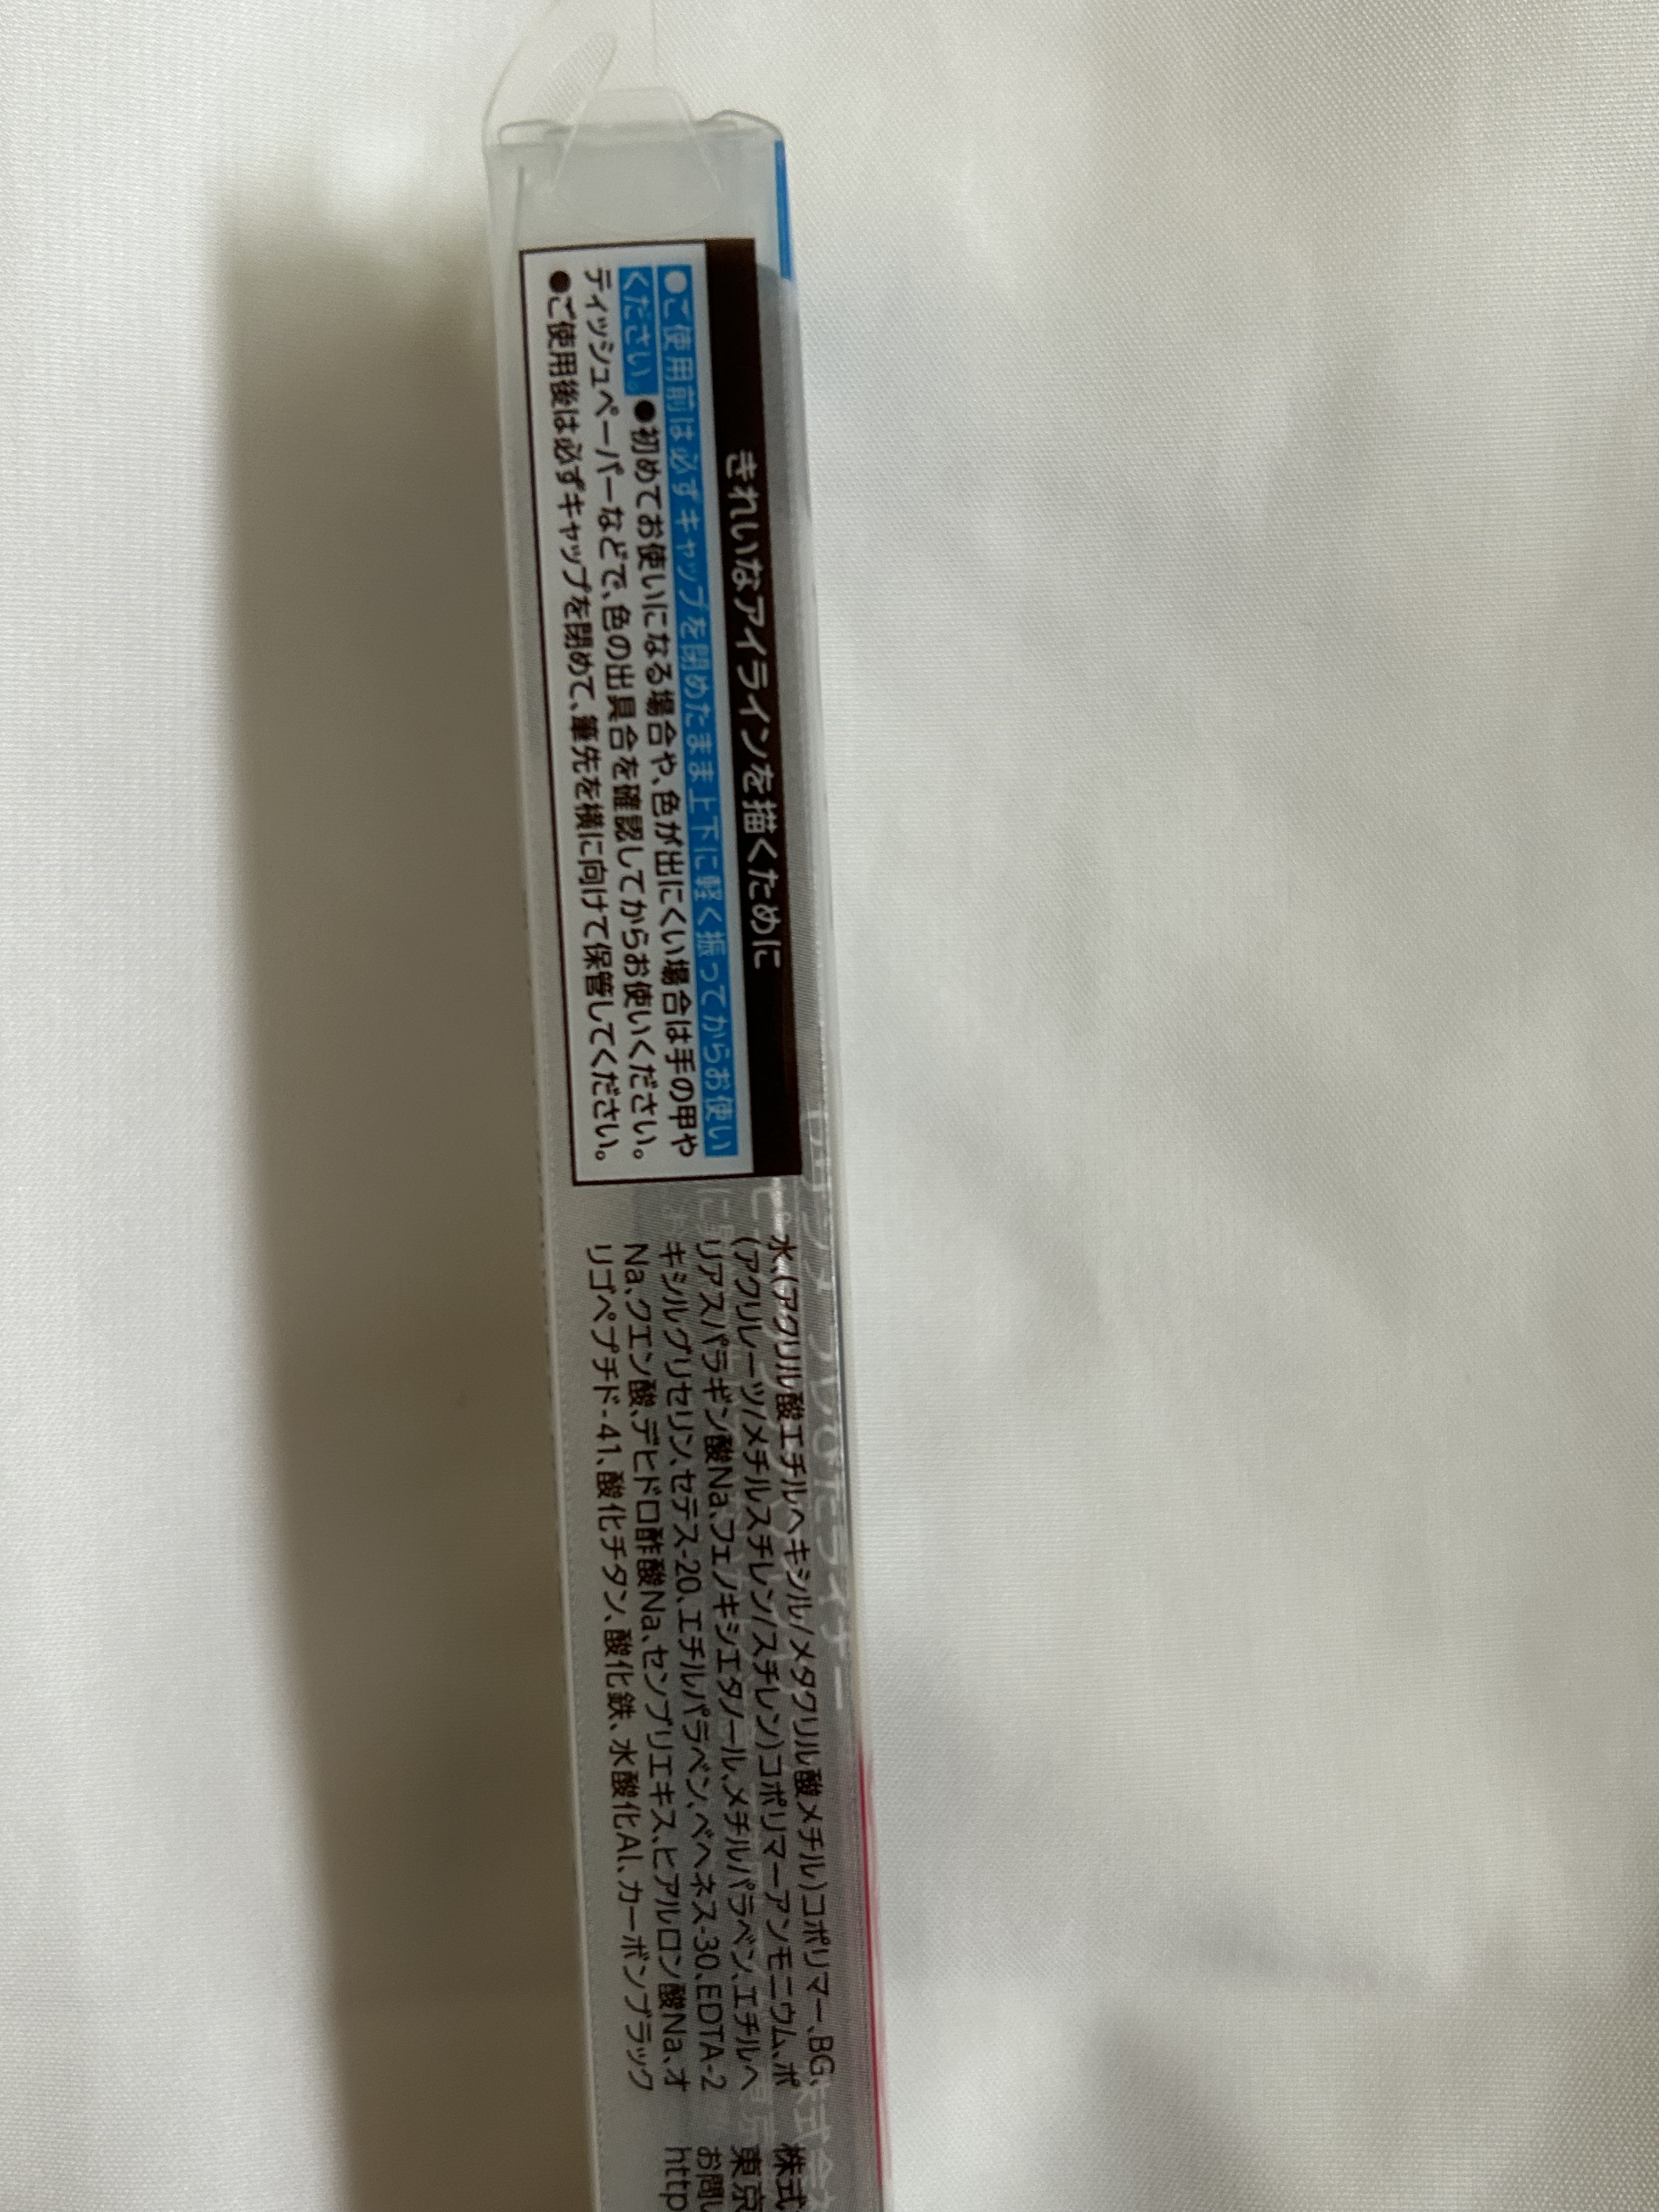 きれいなアイラインを描くために
●ご使用前は必ずキャップを閉めたまま上下に軽く振ってからお使い
ください。●初めてお使いになる場合や、色が出にくい場合は手の甲や
ティッシュペーパーなどで、色の出具合を確認してからお使いください。
●ご使用後は必ずキャップを閉めて、筆先を横に向けて保管してください。
水、(アクリル酸エチルヘキシル/メタクリル酸メチル)コポリマー、BG、
(アクリレーツ/メチルスチレン/スチレン)コポリマーアンモニウム、ポ
リアスパラギン酸Na、フェノキシエタノール、メチルパラベン、エチルヘ
キシルグリセリン、セテス-20、エチルパラベン、ベヘネス-30、EDTA-2
Na、クエン酸、デヒドロ酢酸Na、センブリエキス、ヒアルロン酸Na、オ
リゴペプチド-41、酸化チタン、酸化鉄、水酸化Al、カーボンブラック
株式
東京
お問い
http